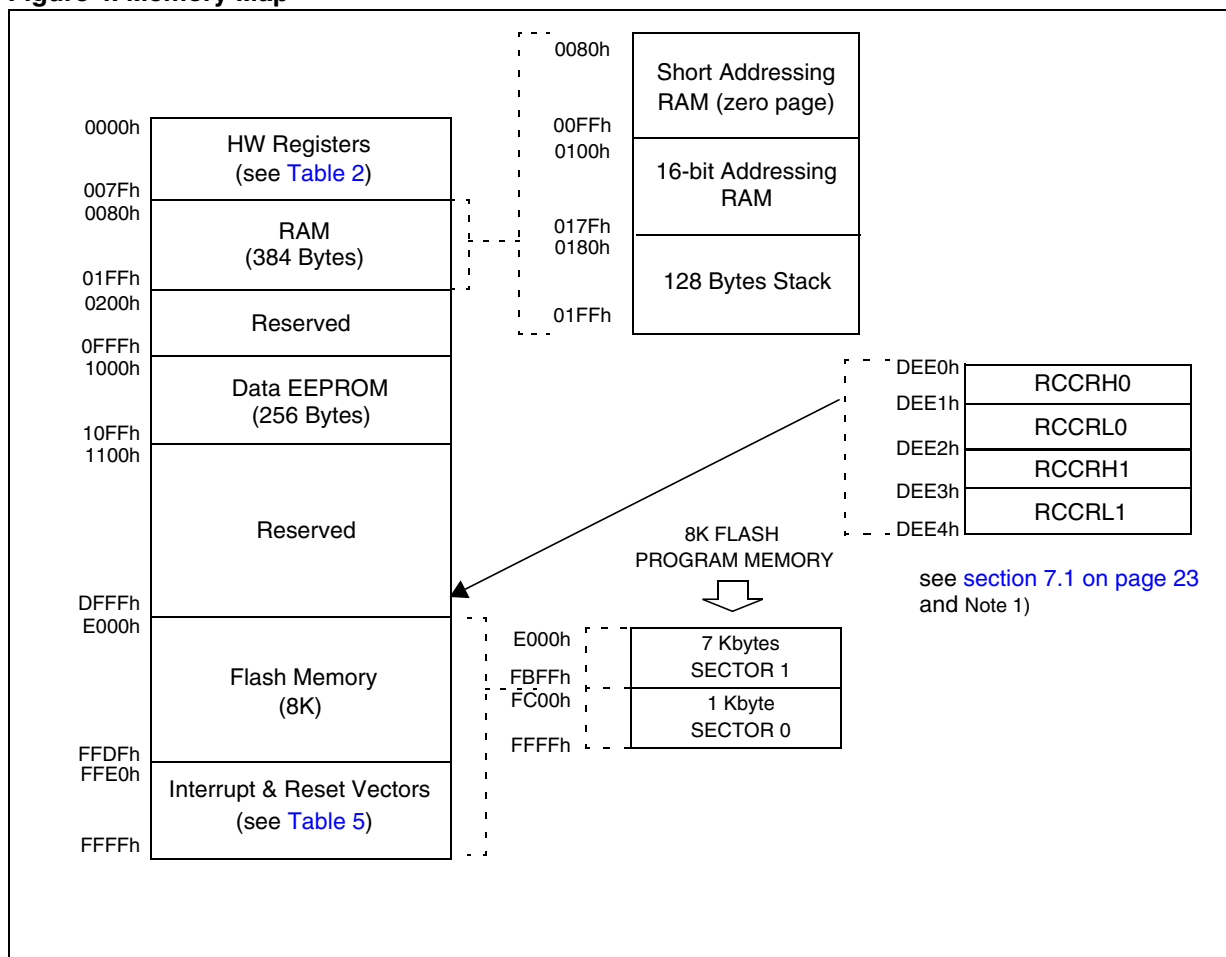 Figure 4. Memory Map
0000h
HW Registers
(see Table 2)
007Fh
0080h
RAM
(384 Bytes)
01FFh
0200h
Reserved
0FFFh
1000h
Data EEPROM
(256 Bytes)
10FFh
1100h
Reserved
DFFFh
E000h
Flash Memory
(8K)
FFDFh
FFE0h
Interrupt & Reset Vectors
(see Table 5)
FFFFh
0080h
Short Addressing
RAM (zero page)
00FFh
0100h
16-bit Addressing
RAM
017Fh
0180h
128 Bytes Stack
01FFh
DEE0h
RCCRH0
DEE1h
RCCRL0
DEE2h
RCCRH1
DEE3h
RCCRL1
DEE4h
see section 7.1 on page 23
and Note 1)
8K FLASH
PROGRAM MEMORY
E000h
7 Kbytes
SECTOR 1
FBFFh
FC00h
1 Kbyte
SECTOR 0
FFFFh